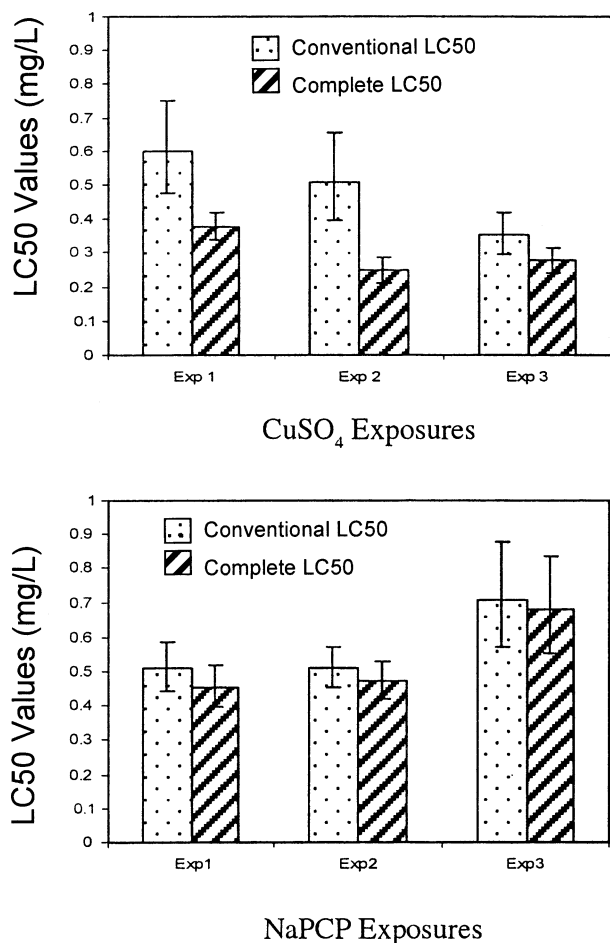 LC50 Values (mg/L)
1
0.9
0.8
0.7
0.6
0.5
0.4
0.3
0.2
0.1
0
Conventional LC50
Complete LC50
Exp 1
Exp 2
Exp 3
CuSO₄ Exposures
LC50 Values (mg/L)
1
0.9
0.8
0.7
0.6
0.5
0.4
0.3
0.2
0.1
0
Conventional LC50
Complete LC50
Exp1
Exp2
Exp3
NaPCP Exposures